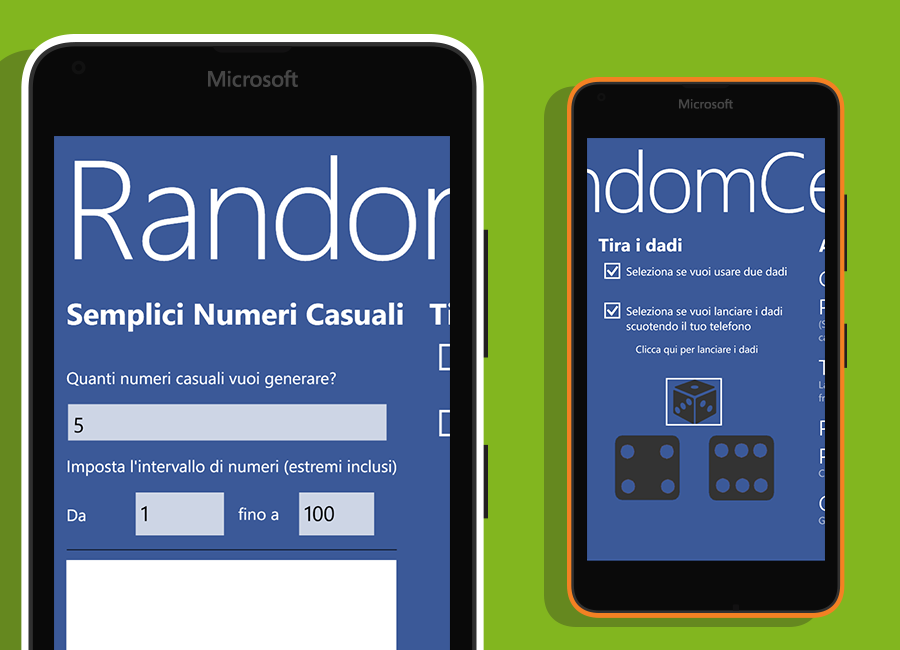 Microsoft
Random
Semplici Numeri Casuali
Ti
Quanti numeri casuali vuoi generare?
5
Imposta l'intervallo di numeri (estremi inclusi)
Da 1 fino a 100
Microsoft
ndomCe
Tira i dadi
Seleziona se vuoi usare due dadi
Seleziona se vuoi lanciare i dadi
scuotendo il tuo telefono
Clicca qui per lanciare i dadi